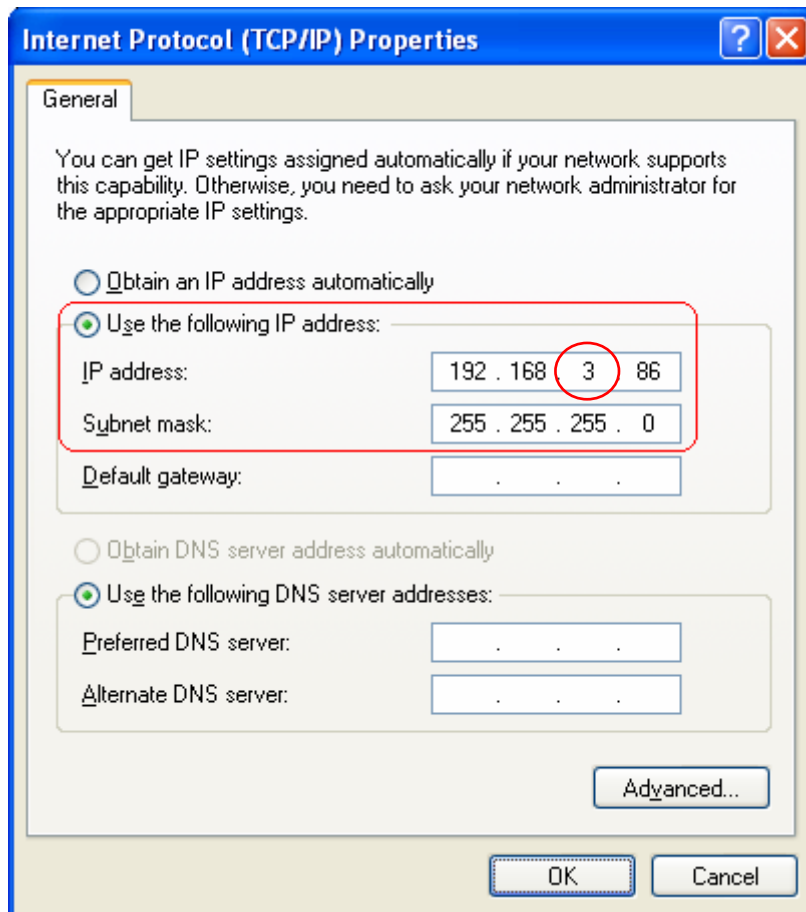 Internet Protocol (TCP/IP) Properties
General
You can get IP settings assigned automatically if your network supports
this capability. Otherwise, you need to ask your network administrator for
the appropriate IP settings.
Obtain an IP address automatically
Use the following IP address:
IP address: 192 . 168 . 3 86
Subnet mask: 255 . 255 . 255 . 0
Default gateway: . . .
Obtain DNS server address automatically
Use the following DNS server addresses:
Preferred DNS server: . . .
Alternate DNS server: . . .
Advanced...
OK Cancel